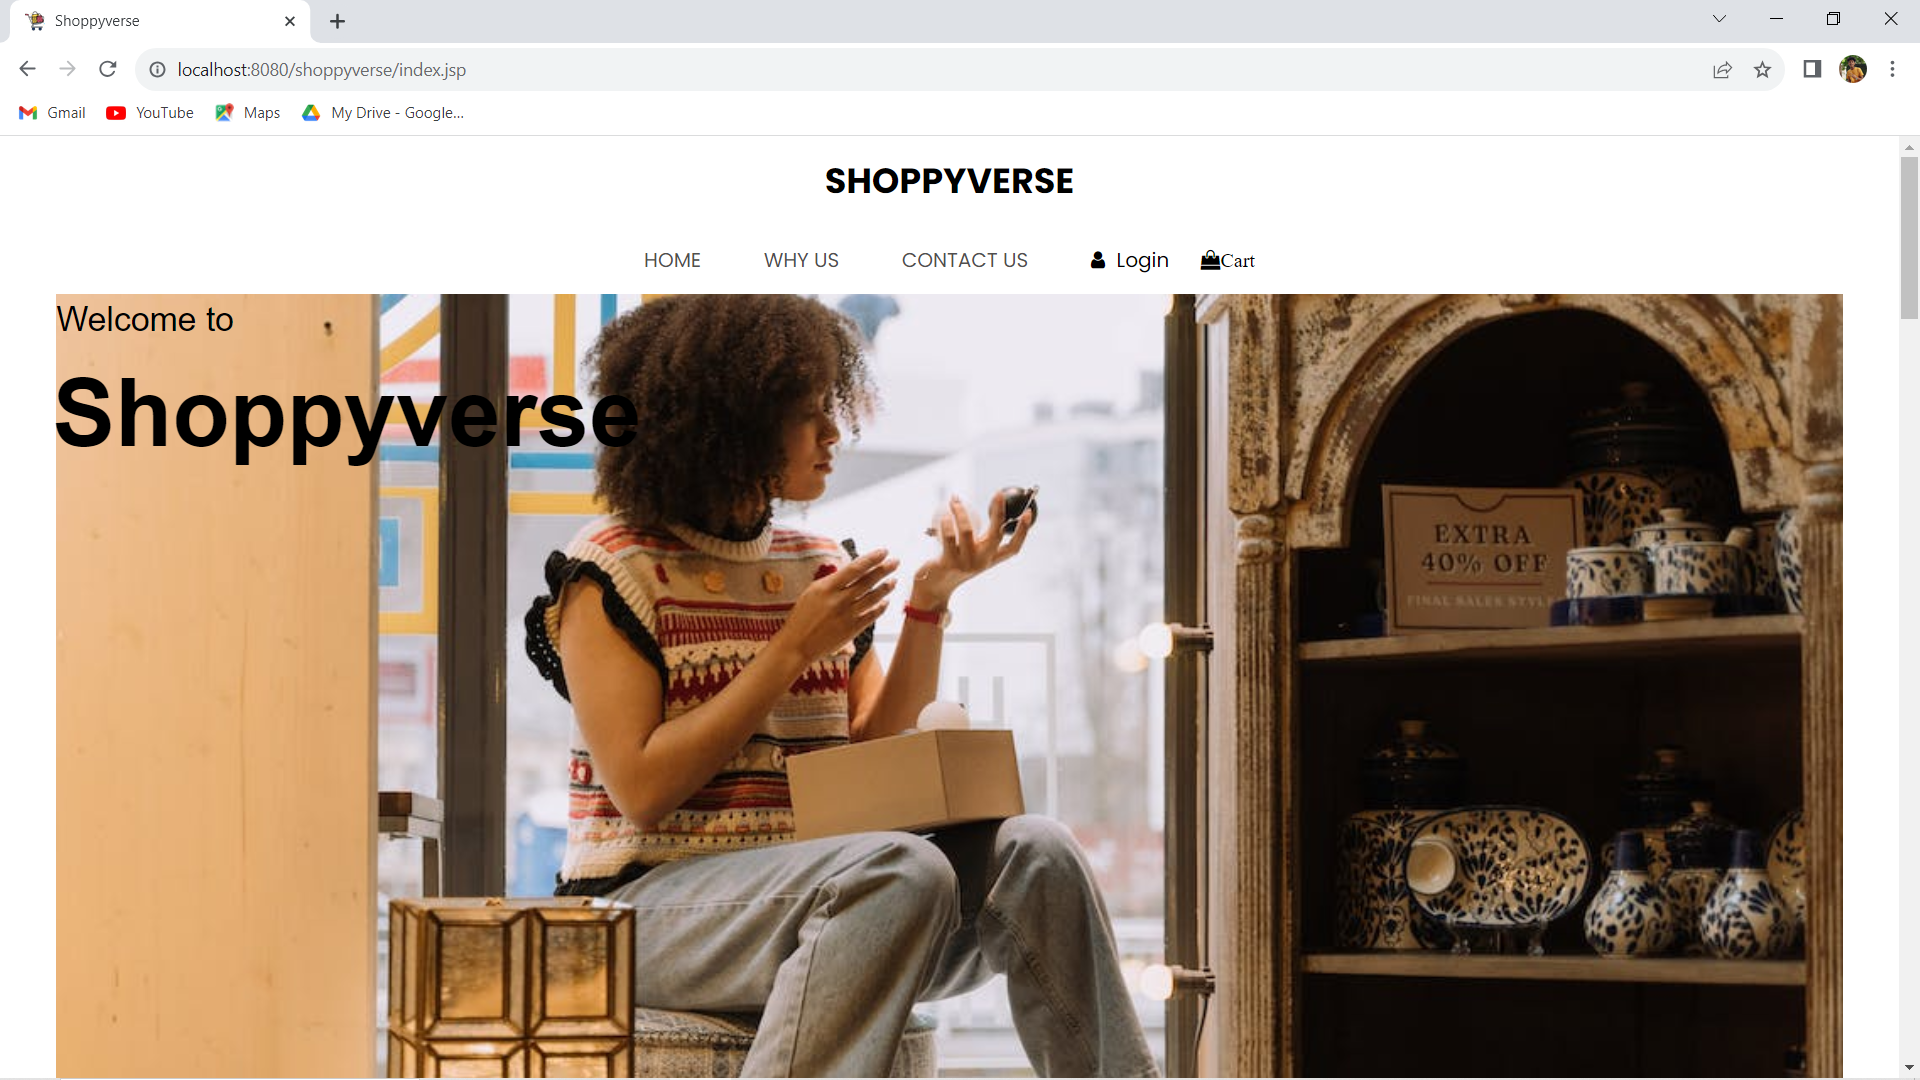 Shoppyverse
localhost:8080/shoppyverse/index.jsp
Gmail YouTube Maps My Drive - Google...
SHOPPYVERSE
HOME WHY US CONTACT US Login Cart
Welcome to
Shoppyverse
EXTRA
40% OFF
FINAL SALES STYLE